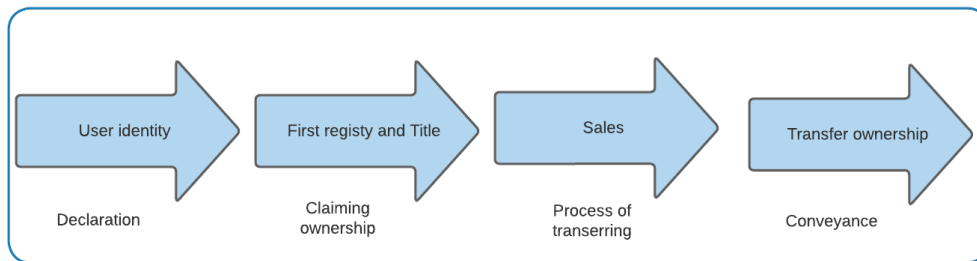 User identity
First registy and Title
Sales
Transfer ownership
Declaration
Claiming
ownership
Process of
transerring
Conveyance